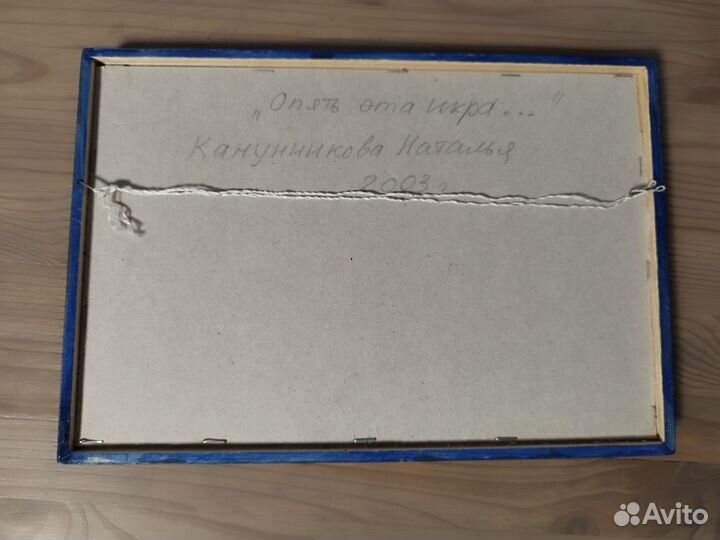 „Опять эта икра..."
Канунникова Наталья
2003 г
Avito